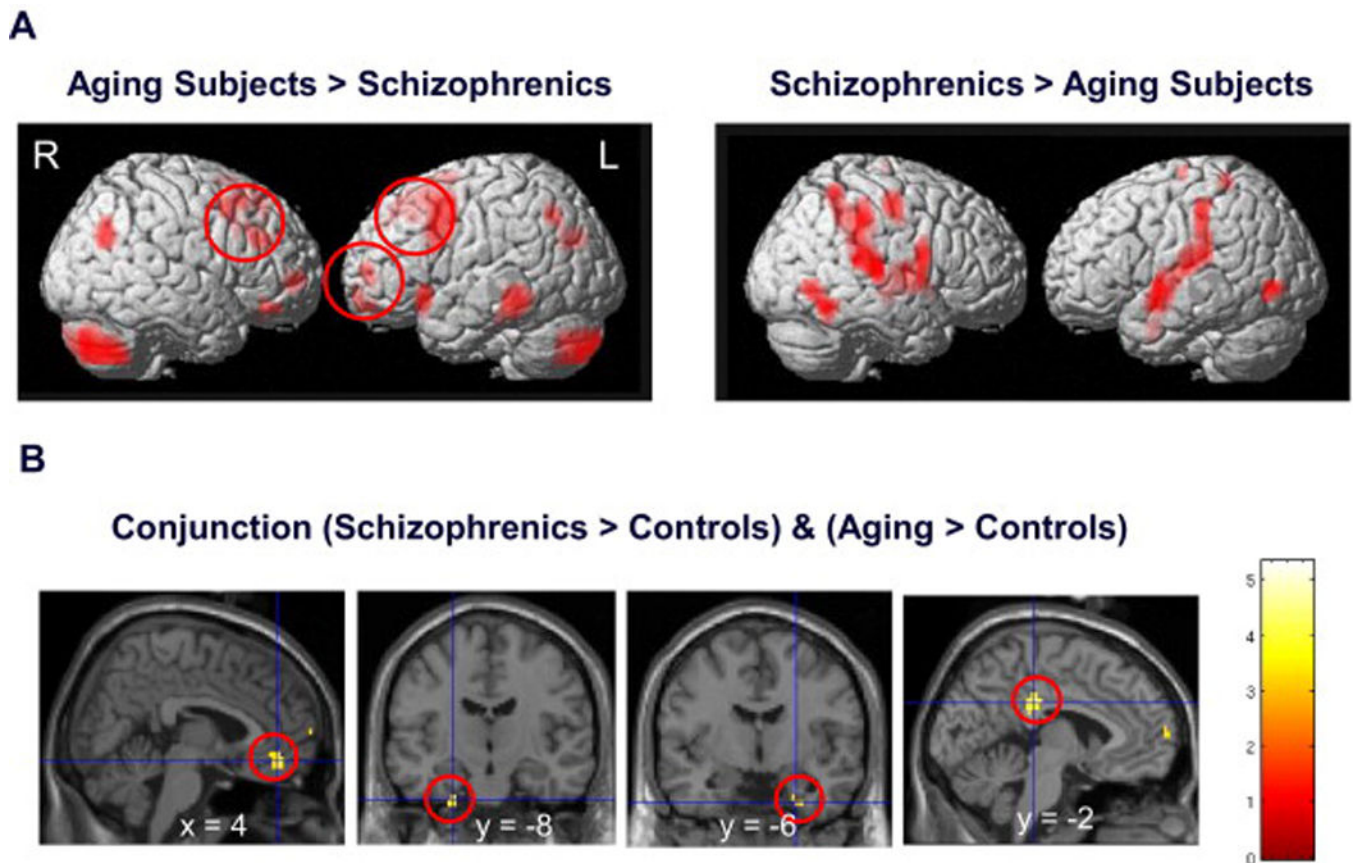 A
Aging Subjects > Schizophrenics
Schizophrenics > Aging Subjects
R
L
B
Conjunction (Schizophrenics > Controls) & (Aging > Controls)
x = 4
y = -8
y = -6
y = -2
5
4
3
2
1
0